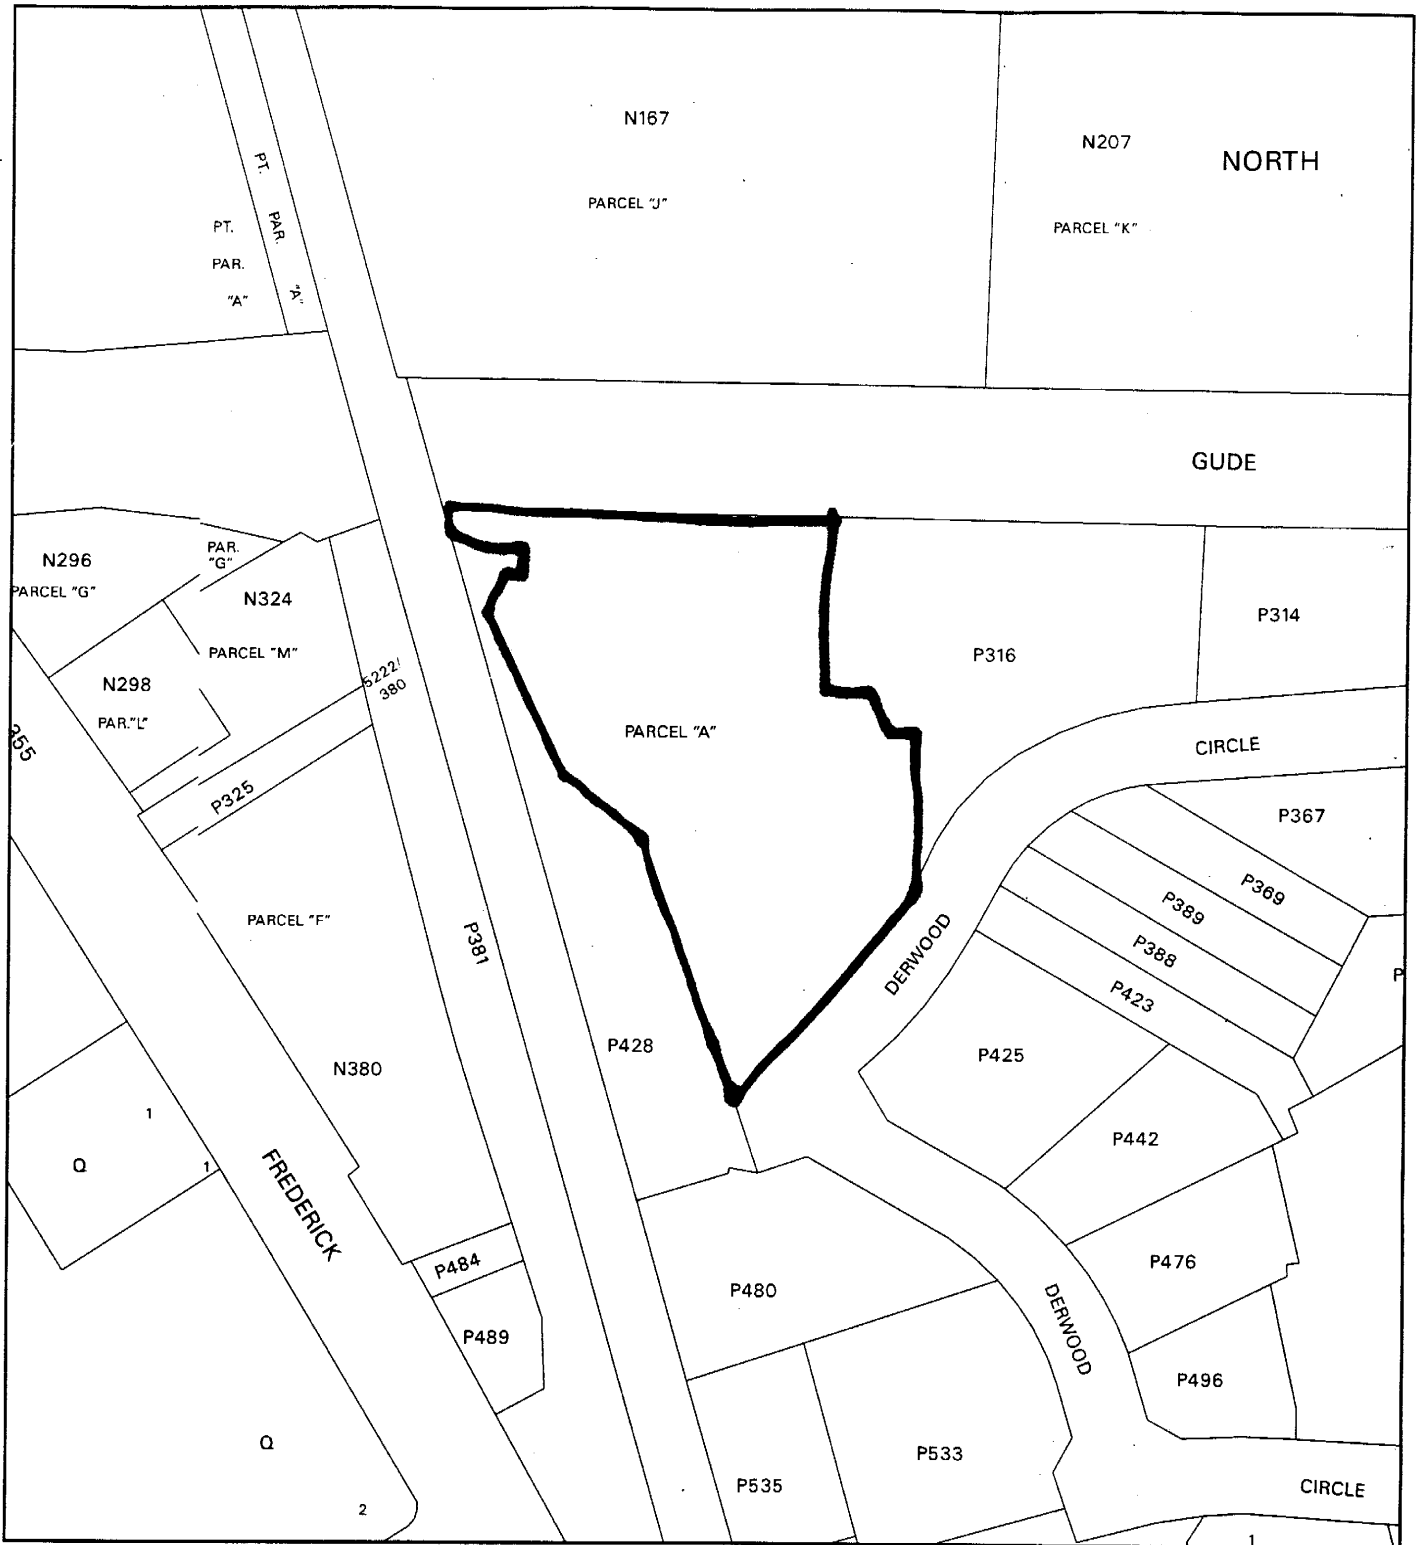 N167
N207
NORTH
PARCEL "J"
PARCEL "K"
PT.
PAR.
"A"
PT.
PAR.
"A"
GUDE
N296
PARCEL "G"
PAR.
"G"
N324
PARCEL "M"
N298
PAR."L"
5222/
380
355
P325
PARCEL "A"
P316
P314
CIRCLE
P367
P369
P389
P388
P423
P
PARCEL "F"
P381
DERWOOD
P428
P425
N380
P442
1
Q
1
FREDERICK
P484
P480
P476
P489
DERWOOD
P496
Q
P533
P535
CIRCLE
2
1